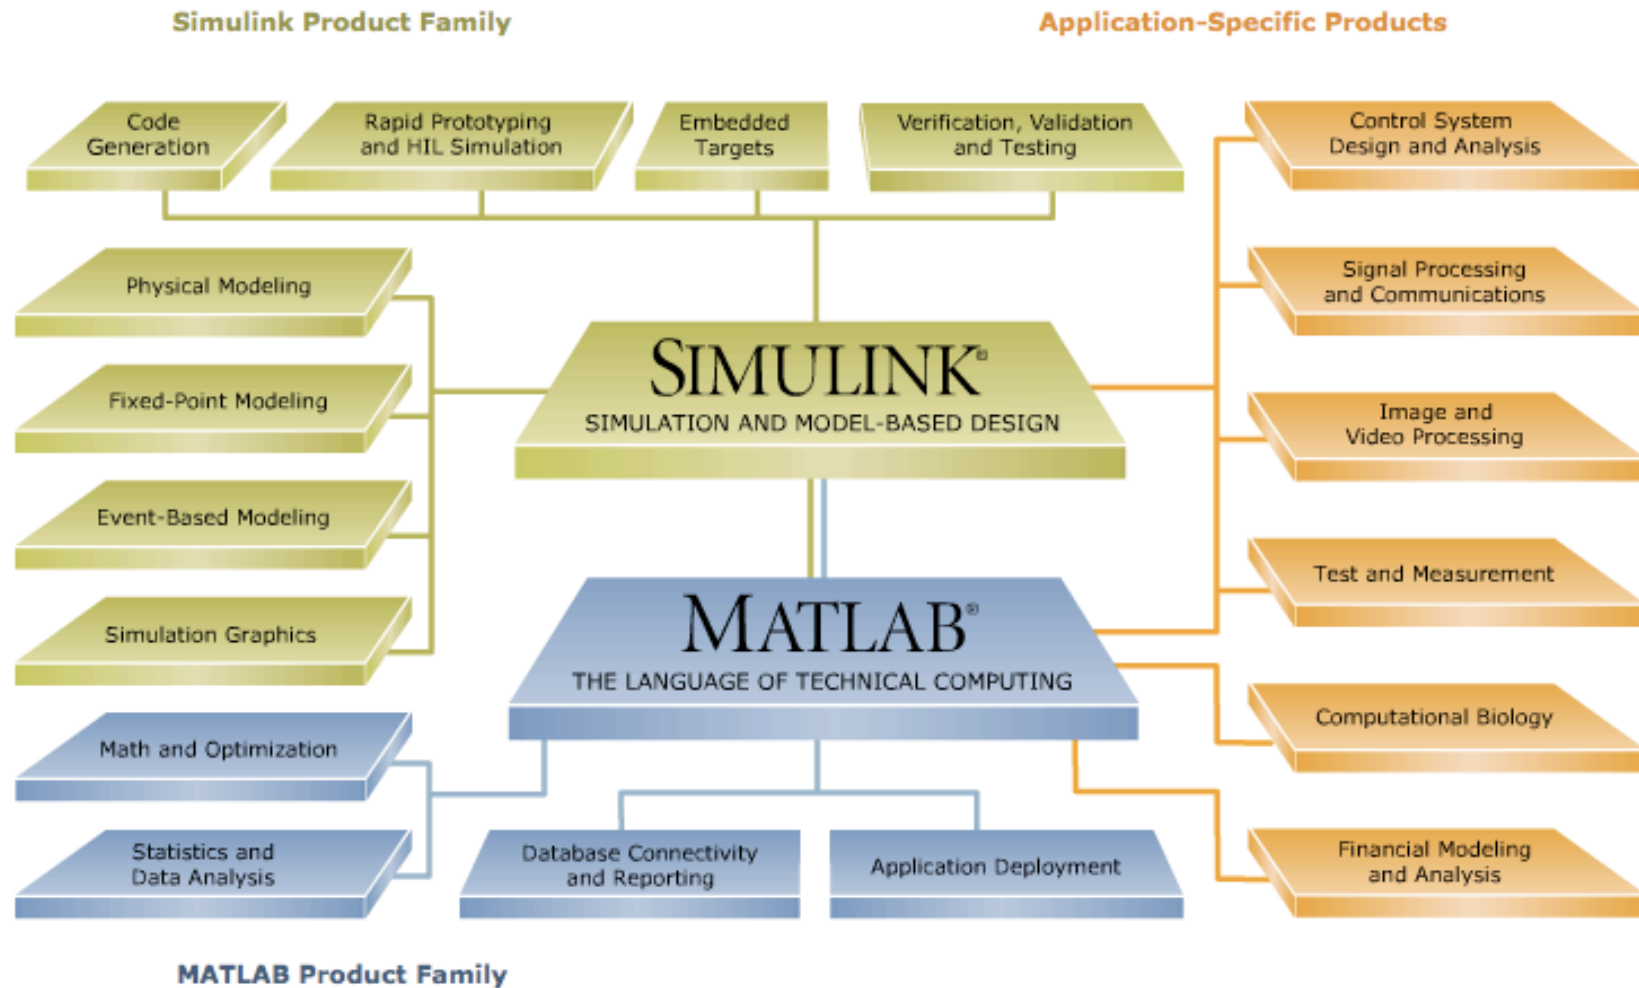 Simulink Product Family
Application-Specific Products
Code
Generation
Rapid Prototyping
and HIL Simulation
Embedded
Targets
Verification, Validation
and Testing
Control System
Design and Analysis
Physical Modeling
Signal Processing
and Communications
SIMULINK®
SIMULATION AND MODEL-BASED DESIGN
Fixed-Point Modeling
Image and
Video Processing
Event-Based Modeling
Test and Measurement
Simulation Graphics
MATLAB®
THE LANGUAGE OF TECHNICAL COMPUTING
Math and Optimization
Computational Biology
Statistics and
Data Analysis
Database Connectivity
and Reporting
Application Deployment
Financial Modeling
and Analysis
MATLAB Product Family